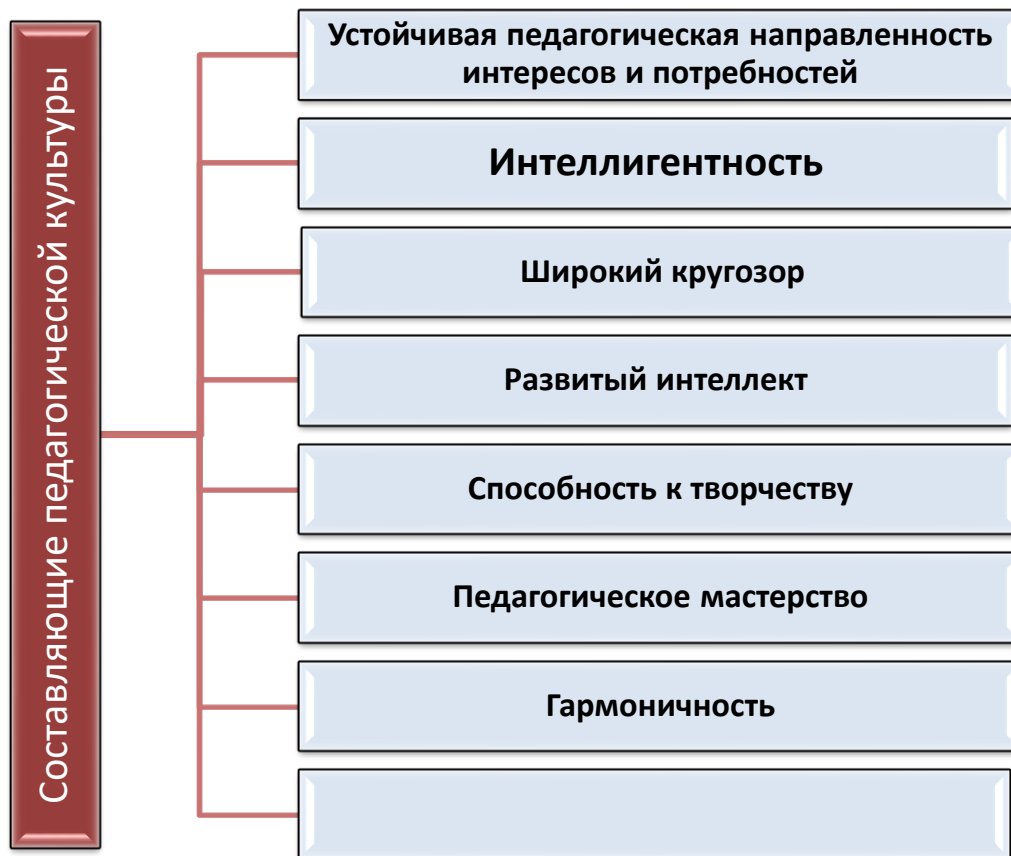 Составляющие педагогической культуры
Устойчивая педагогическая направленность
интересов и потребностей
Интеллигентность
Широкий кругозор
Развитый интеллект
Способность к творчеству
Педагогическое мастерство
Гармоничность